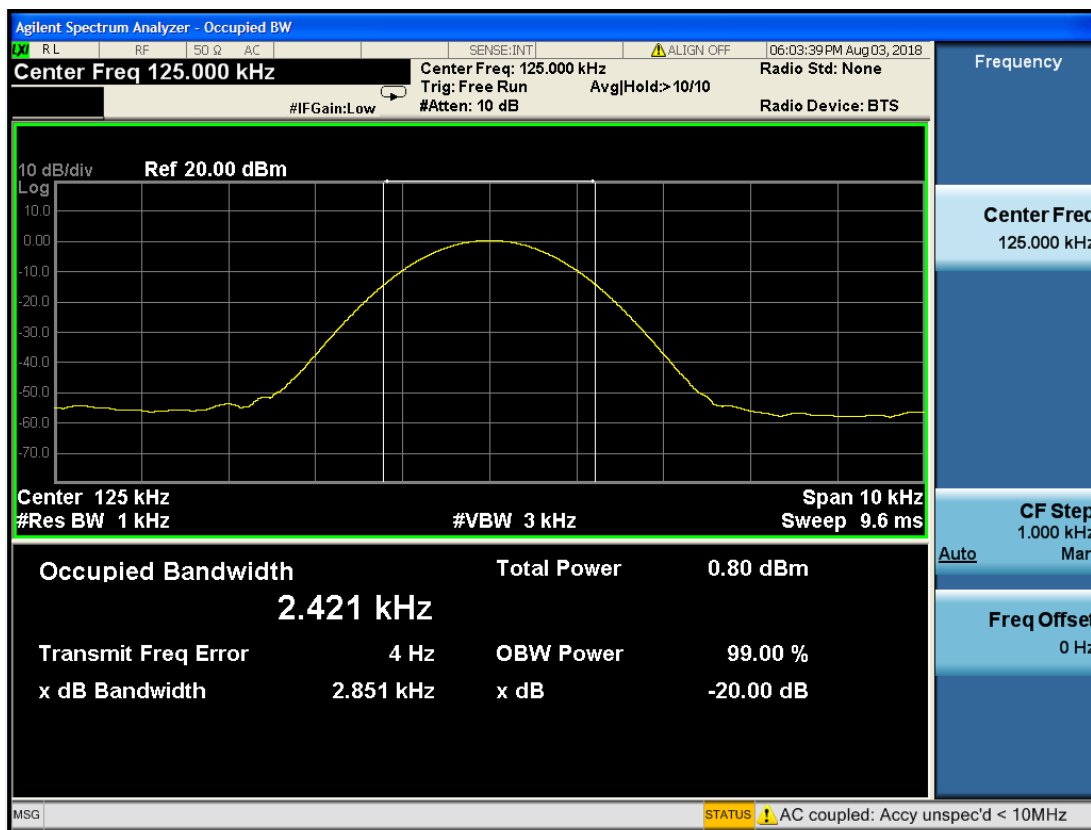 Agilent Spectrum Analyzer - Occupied BW
LXI RL RF 50 Ω AC SENSE:INT ALIGN OFF 06:03:39 PM Aug 03, 2018
Center Freq 125.000 kHz
Center Freq: 125.000 kHz Radio Std: None
Trig: Free Run Avg|Hold:>10/10
#IFGain:Low #Atten: 10 dB Radio Device: BTS
10 dB/div Ref 20.00 dBm
Log
10.0
0.00
-10.0
-20.0
-30.0
-40.0
-50.0
-60.0
-70.0
Center 125 kHz Span 10 kHz
#Res BW 1 kHz #VBW 3 kHz Sweep 9.6 ms
Occupied Bandwidth Total Power 0.80 dBm
2.421 kHz
Transmit Freq Error 4 Hz OBW Power 99.00 %
x dB Bandwidth 2.851 kHz x dB -20.00 dB
Frequency
Center Freq
125.000 kHz
CF Step
1.000 kHz
Auto Man
Freq Offset
0 Hz
MSG STATUS AC coupled: Accy unspec'd < 10MHz